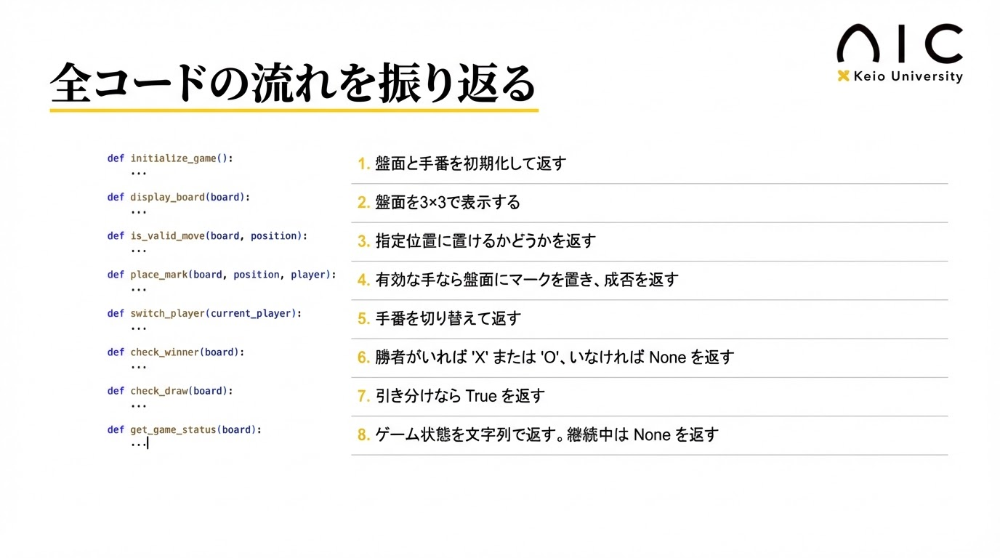 AIC
Keio University
全コードの流れを振り返る
def initialize_game():
...
1. 盤面と手番を初期化して返す
def display_board(board):
...
2. 盤面を3×3で表示する
def is_valid_move(board, position):
...
3. 指定位置に置けるかどうかを返す
def place_mark(board, position, player):
...
4. 有効な手なら盤面にマークを置き、成否を返す
def switch_player(current_player):
...
5. 手番を切り替えて返す
def check_winner(board):
...
6. 勝者がいれば 'X' または 'O'、いなければ None を返す
def check_draw(board):
...
7. 引き分けなら True を返す
def get_game_status(board):
...
8. ゲーム状態を文字列で返す。継続中は None を返す